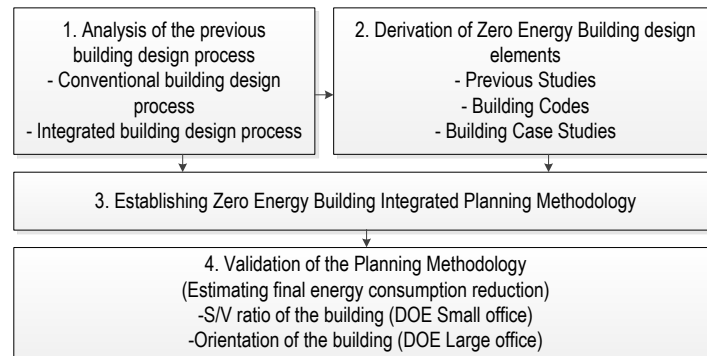 1. Analysis of the previous
building design process
- Conventional building design
process
- Integrated building design process
2. Derivation of Zero Energy Building design
elements
- Previous Studies
- Building Codes
- Building Case Studies
3. Establishing Zero Energy Building Integrated Planning Methodology
4. Validation of the Planning Methodology
(Estimating final energy consumption reduction)
-S/V ratio of the building (DOE Small office)
-Orientation of the building (DOE Large office)